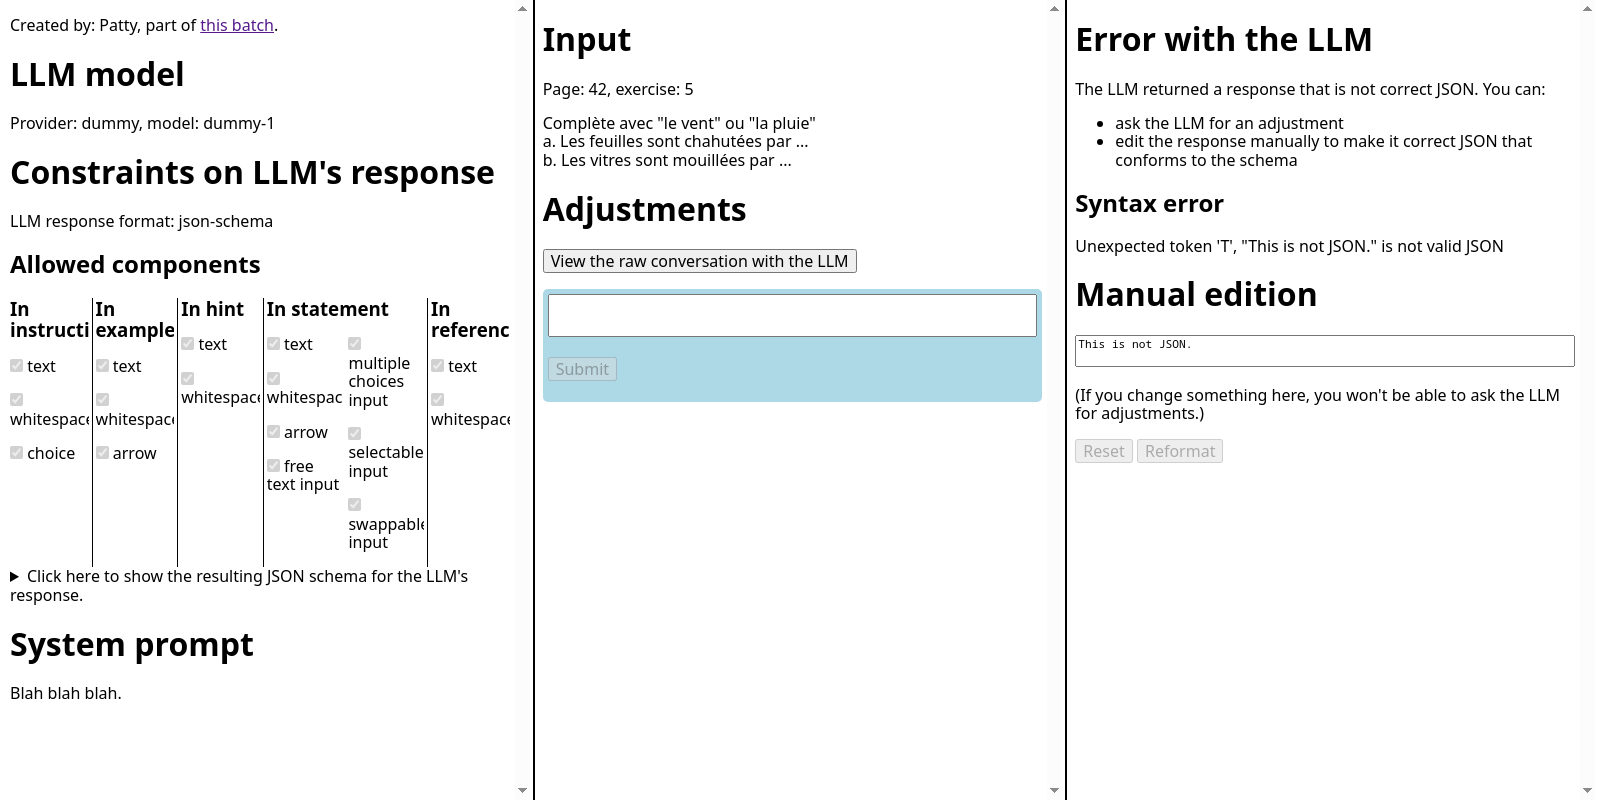 Created by: Patty, part of this batch.
LLM model
Provider: dummy, model: dummy-1
Constraints on LLM's response
LLM response format: json-schema
Allowed components
In
instructi
text
whitespace
choice
In
example
text
whitespace
arrow
In hint
text
whitespace
In statement
text
whitespac
arrow
free
text input
multiple
choices
input
selectable
input
swappable
input
In
referenc
text
whitespace
Click here to show the resulting JSON schema for the LLM's
response.
System prompt
Blah blah blah.
Input
Page: 42, exercise: 5
Complète avec "le vent" ou "la pluie"
a. Les feuilles sont chahutées par ...
b. Les vitres sont mouillées par ...
Adjustments
View the raw conversation with the LLM
Submit
Error with the LLM
The LLM returned a response that is not correct JSON. You can:
• ask the LLM for an adjustment
• edit the response manually to make it correct JSON that
conforms to the schema
Syntax error
Unexpected token 'T', "This is not JSON." is not valid JSON
Manual edition
This is not JSON.
(If you change something here, you won't be able to ask the LLM
for adjustments.)
Reset Reformat